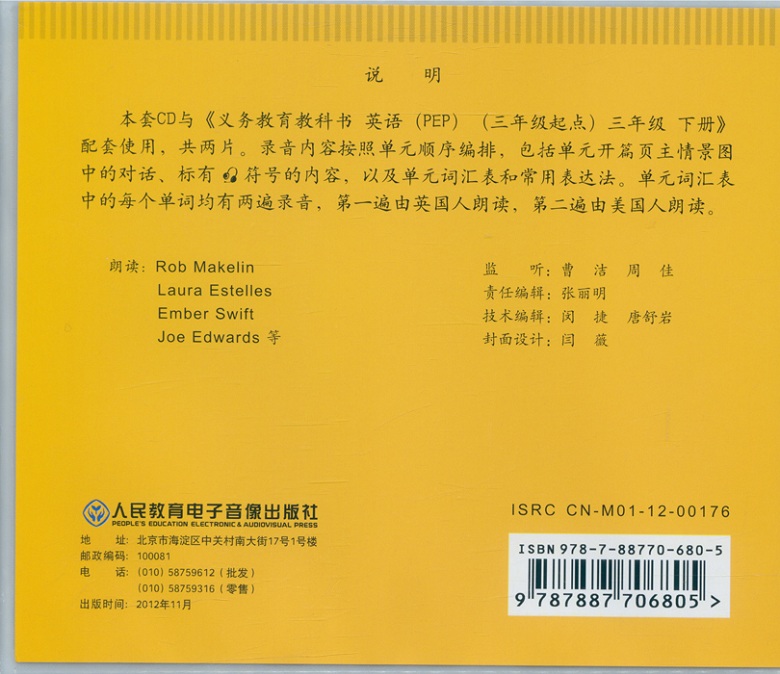 说 明
本套CD与《义务教育教科书 英语（PEP）（三年级起点）三年级 下册》
配套使用，共两片。录音内容按照单元顺序编排，包括单元开篇页主情景图
中的对话、标有 符号的内容，以及单元词汇表和常用表达法。单元词汇表
中的每个单词均有两遍录音，第一遍由英国人朗读，第二遍由美国人朗读。
朗读：Rob Makelin
Laura Estelles
Ember Swift
Joe Edwards 等
监 听：曹 洁 周 佳
责任编辑：张丽明
技术编辑：闵 捷 唐舒岩
封面设计：闫 薇
人民教育电子音像出版社
PEOPLE'S EDUCATION ELECTRONIC & AUDIOVISUAL PRESS
地 址：北京市海淀区中关村南大街17号1号楼
邮政编码：100081
电 话：(010) 58759612（批发）
(010) 58759316（零售）
出版时间：2012年11月
ISRC CN-M01-12-00176
ISBN 978-7-88770-680-5
9 787887 706805 >